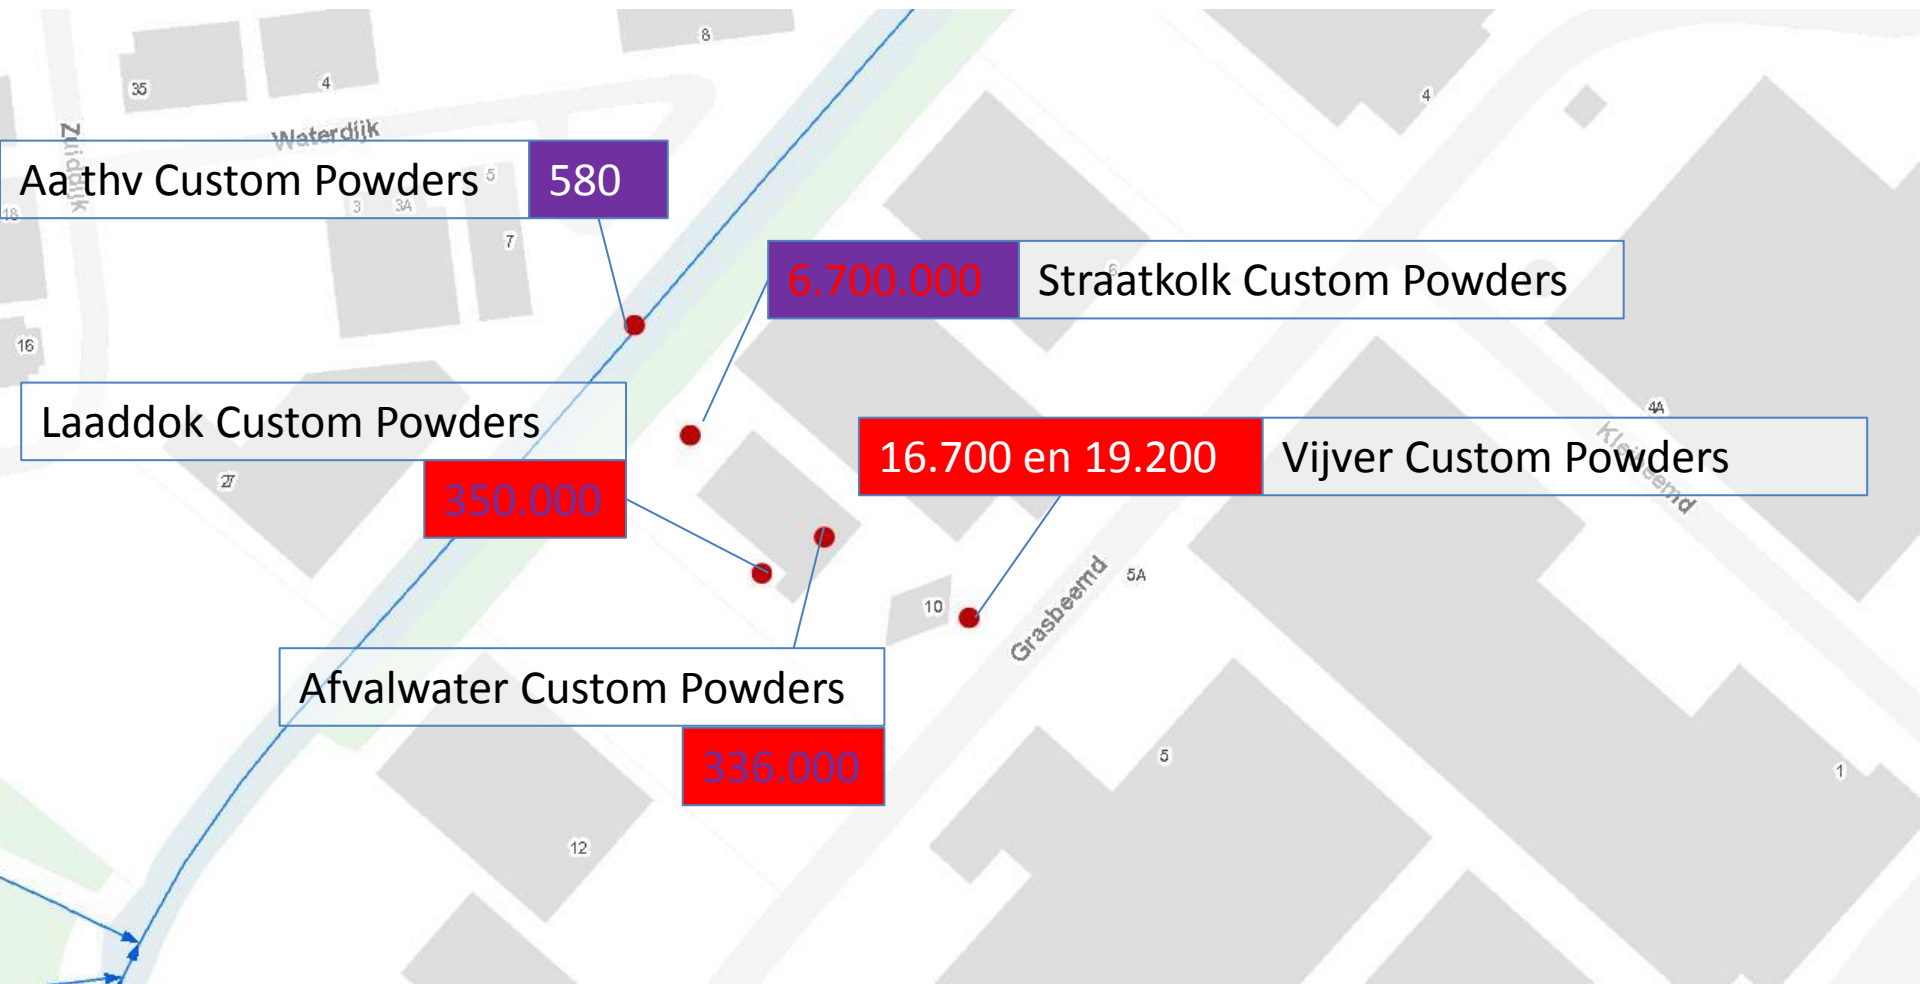 8
35
4
4
Waterdijk
Zuiddijk
Aa thv Custom Powders 580
5
18
3
3A
7
6.700.000 Straatkolk Custom Powders
6
16
Laaddok Custom Powders
350.000
4A
16.700 en 19.200 Vijver Custom Powders
Kleibeemd
27
5A
10
Grasbeemd
Afvalwater Custom Powders
336.000
5
1
12